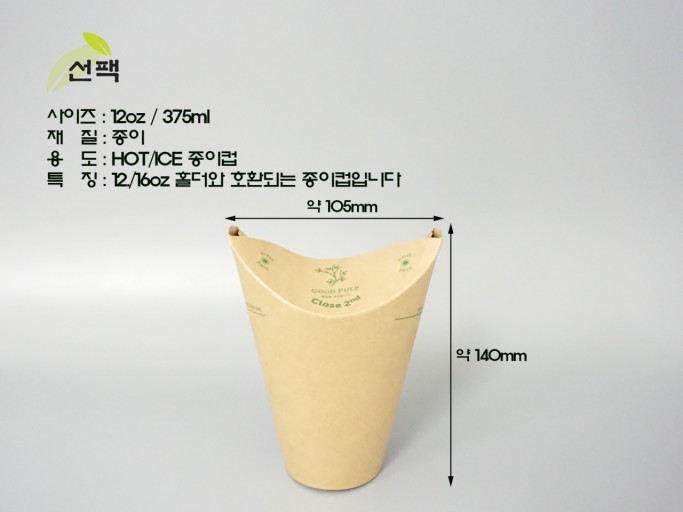 선팩
사이즈 : 12oz / 375ml
재 질 : 종이
용 도 : HOT/ICE 종이컵
특 징 : 12/16oz 홀더와 호환되는 종이컵입니다
약 105mm
GOOD PULP
Close 2nd
약 140mm